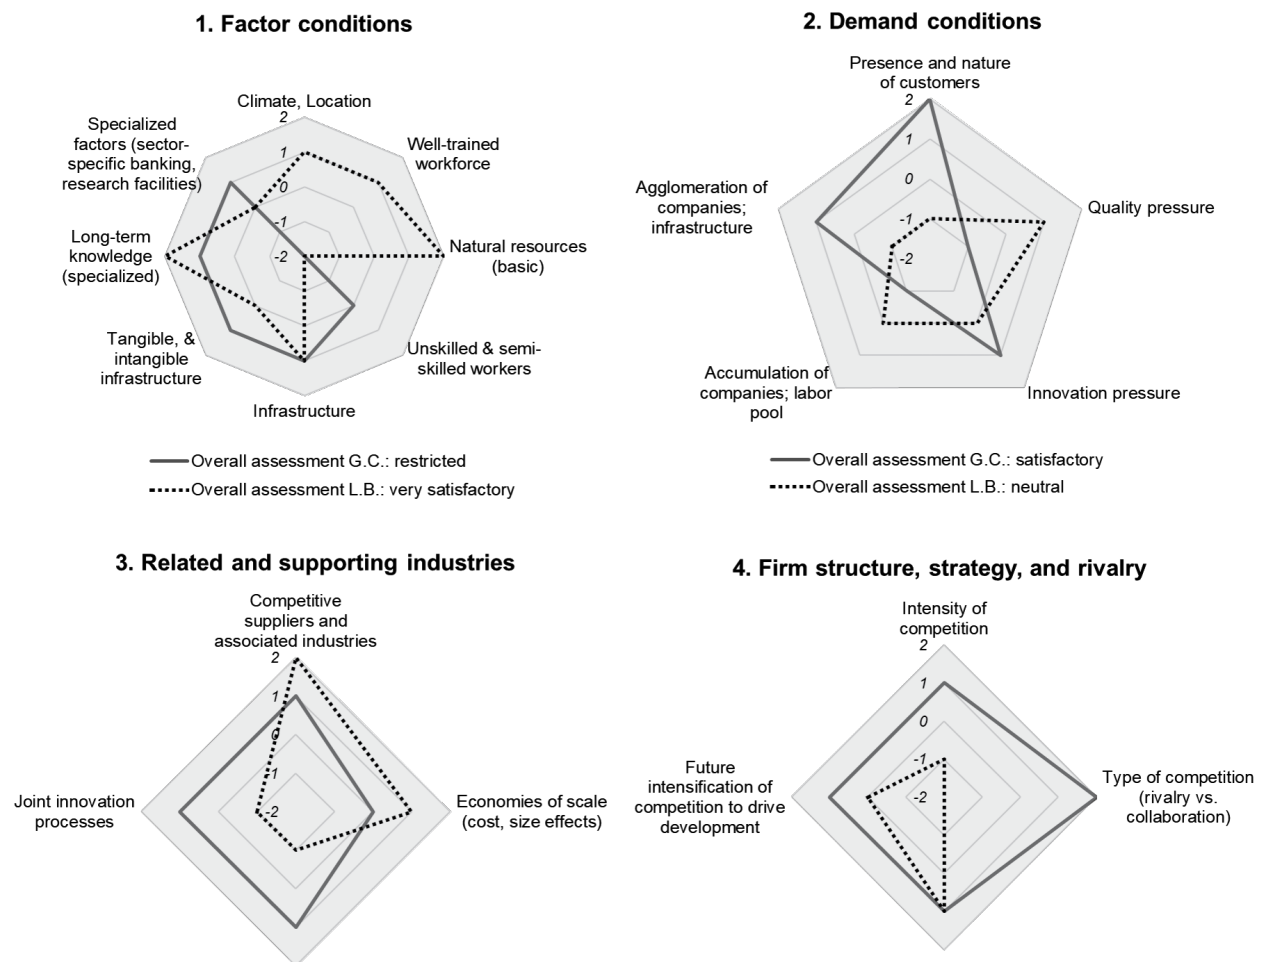 1. Factor conditions
Climate, Location
2
1
0
-1
-2
Well-trained
workforce
Natural resources
(basic)
Unskilled & semi-
skilled workers
Infrastructure
Tangible, &
intangible
infrastructure
Long-term
knowledge
(specialized)
Specialized
factors (sector-
specific banking,
research facilities)
Overall assessment G.C.: restricted
Overall assessment L.B.: very satisfactory
2. Demand conditions
Presence and nature
of customers
2
1
0
-1
-2
Quality pressure
Innovation pressure
Accumulation of
companies; labor
pool
Agglomeration of
companies;
infrastructure
Overall assessment G.C.: satisfactory
Overall assessment L.B.: neutral
3. Related and supporting industries
Competitive
suppliers and
associated industries
2
1
0
-1
-2
Economies of scale
(cost, size effects)
Joint innovation
processes
4. Firm structure, strategy, and rivalry
Intensity of
competition
2
1
0
-1
-2
Type of competition
(rivalry vs.
collaboration)
Future
intensification of
competition to drive
development